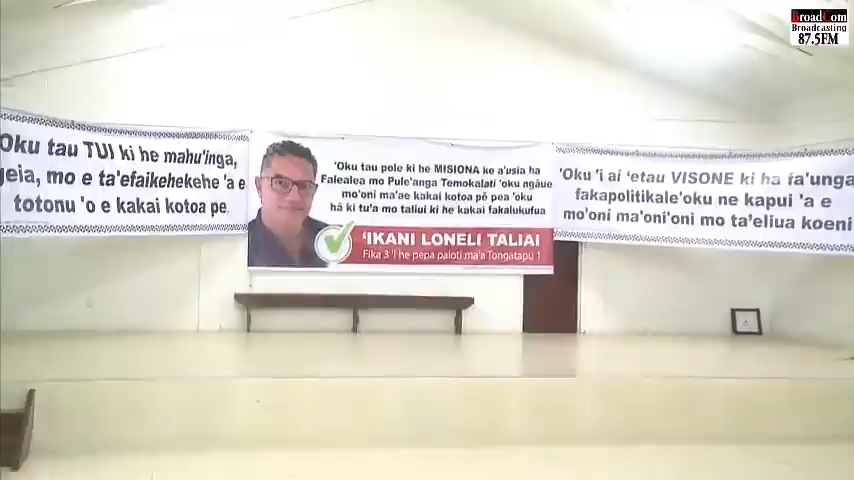 BroadCom
Broadcasting
87.5FM
'Oku tau TUI ki he mahu'inga,
jeia, mo e ta'efaikehekehe 'a e
totonu 'o e kakai kotoa pe.
'Oku tau pole ki he MISIONA ke a'usia ha
Falealea mo Pule'anga Temokalati 'oku ngāue
mo'oni ma'ae kakai kotoa pē pea 'oku
hā ki tu'a mo taliui ki he kakai fakalukufua
'IKANI LONELI TALIAI
Fika 3 'i he pepa paloti ma'a Tongatapu 1
'Oku 'i ai 'etau VISONE ki ha fa'unga
fakapolitikale'oku ne kapui 'a e
mo'oni ma'oni'oni mo ta'eliua koeni